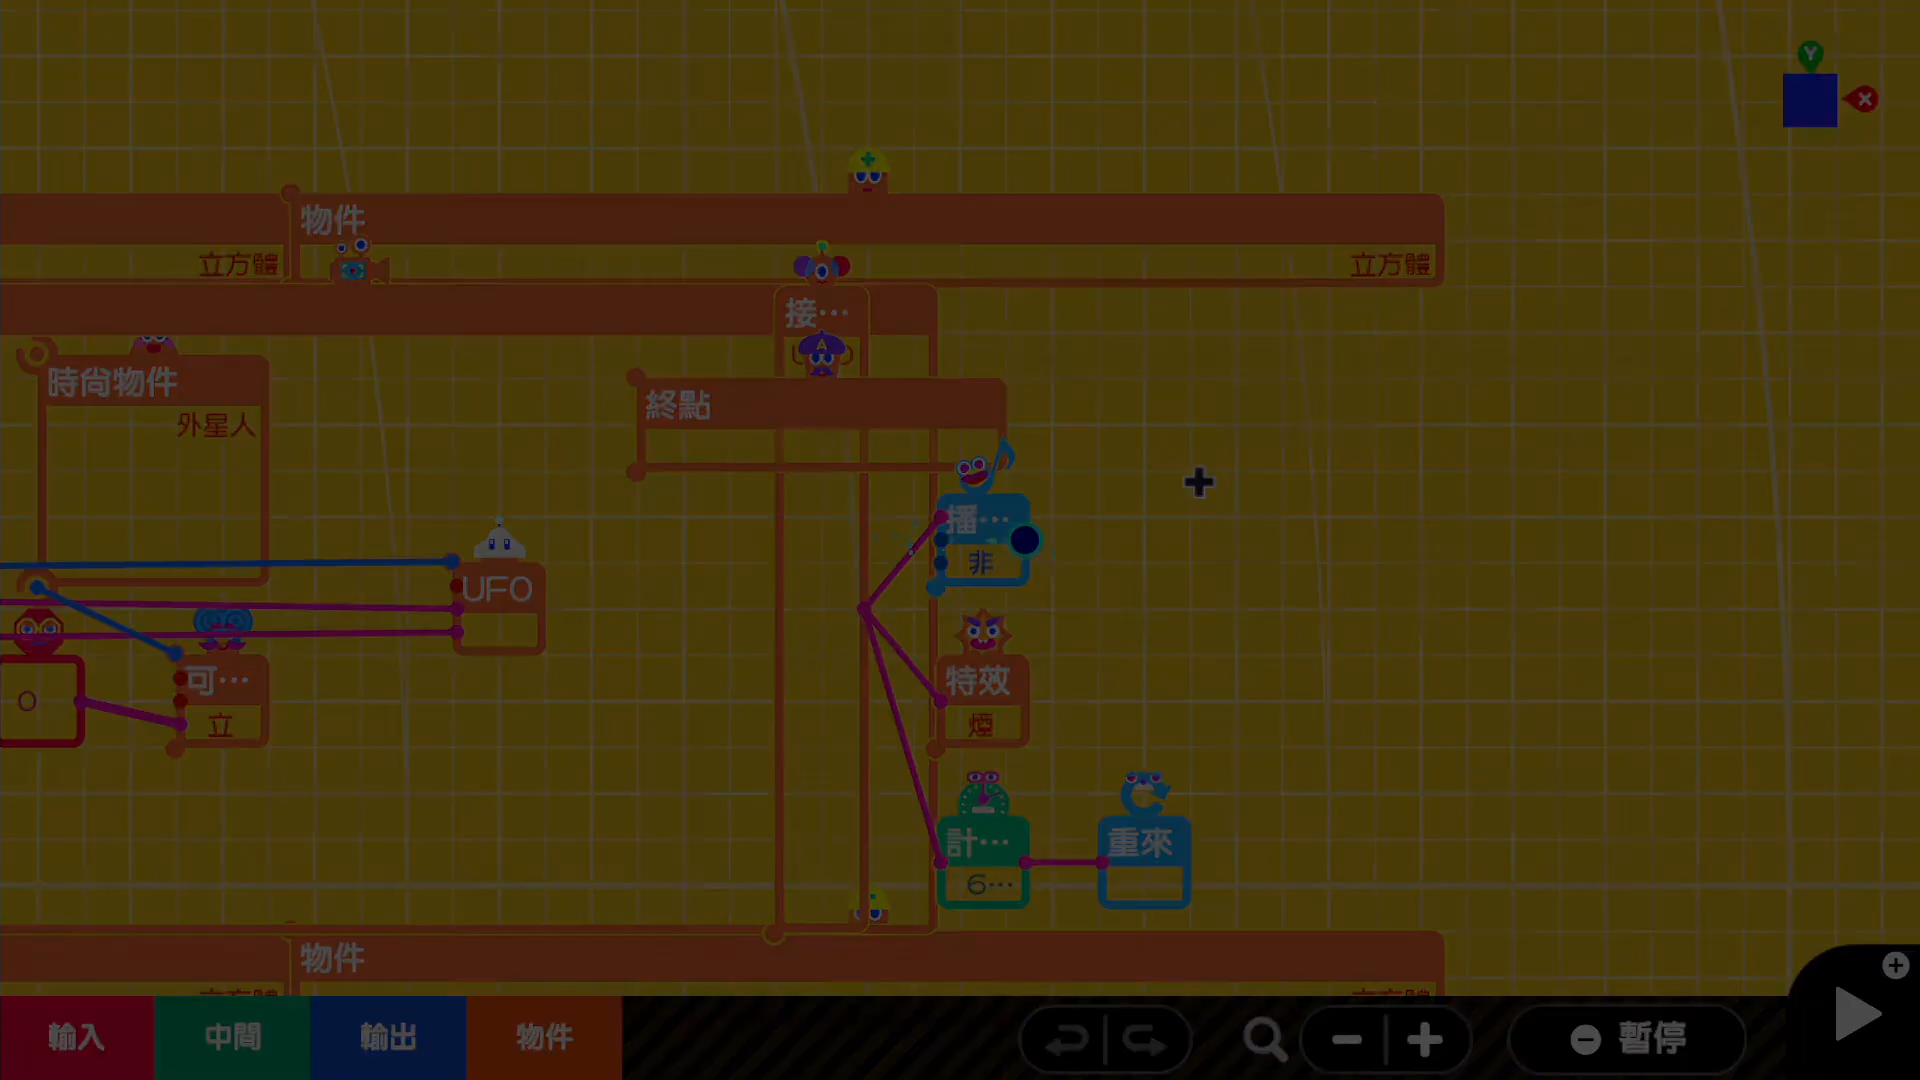 Y
X
物件
立方體
立方體
接…
時尚物件
外星人
終點
A
播…
非
UFO
可…
立
0
特效
煙
計…
6…
重來
物件
輸入
中間
輸出
物件
暫停